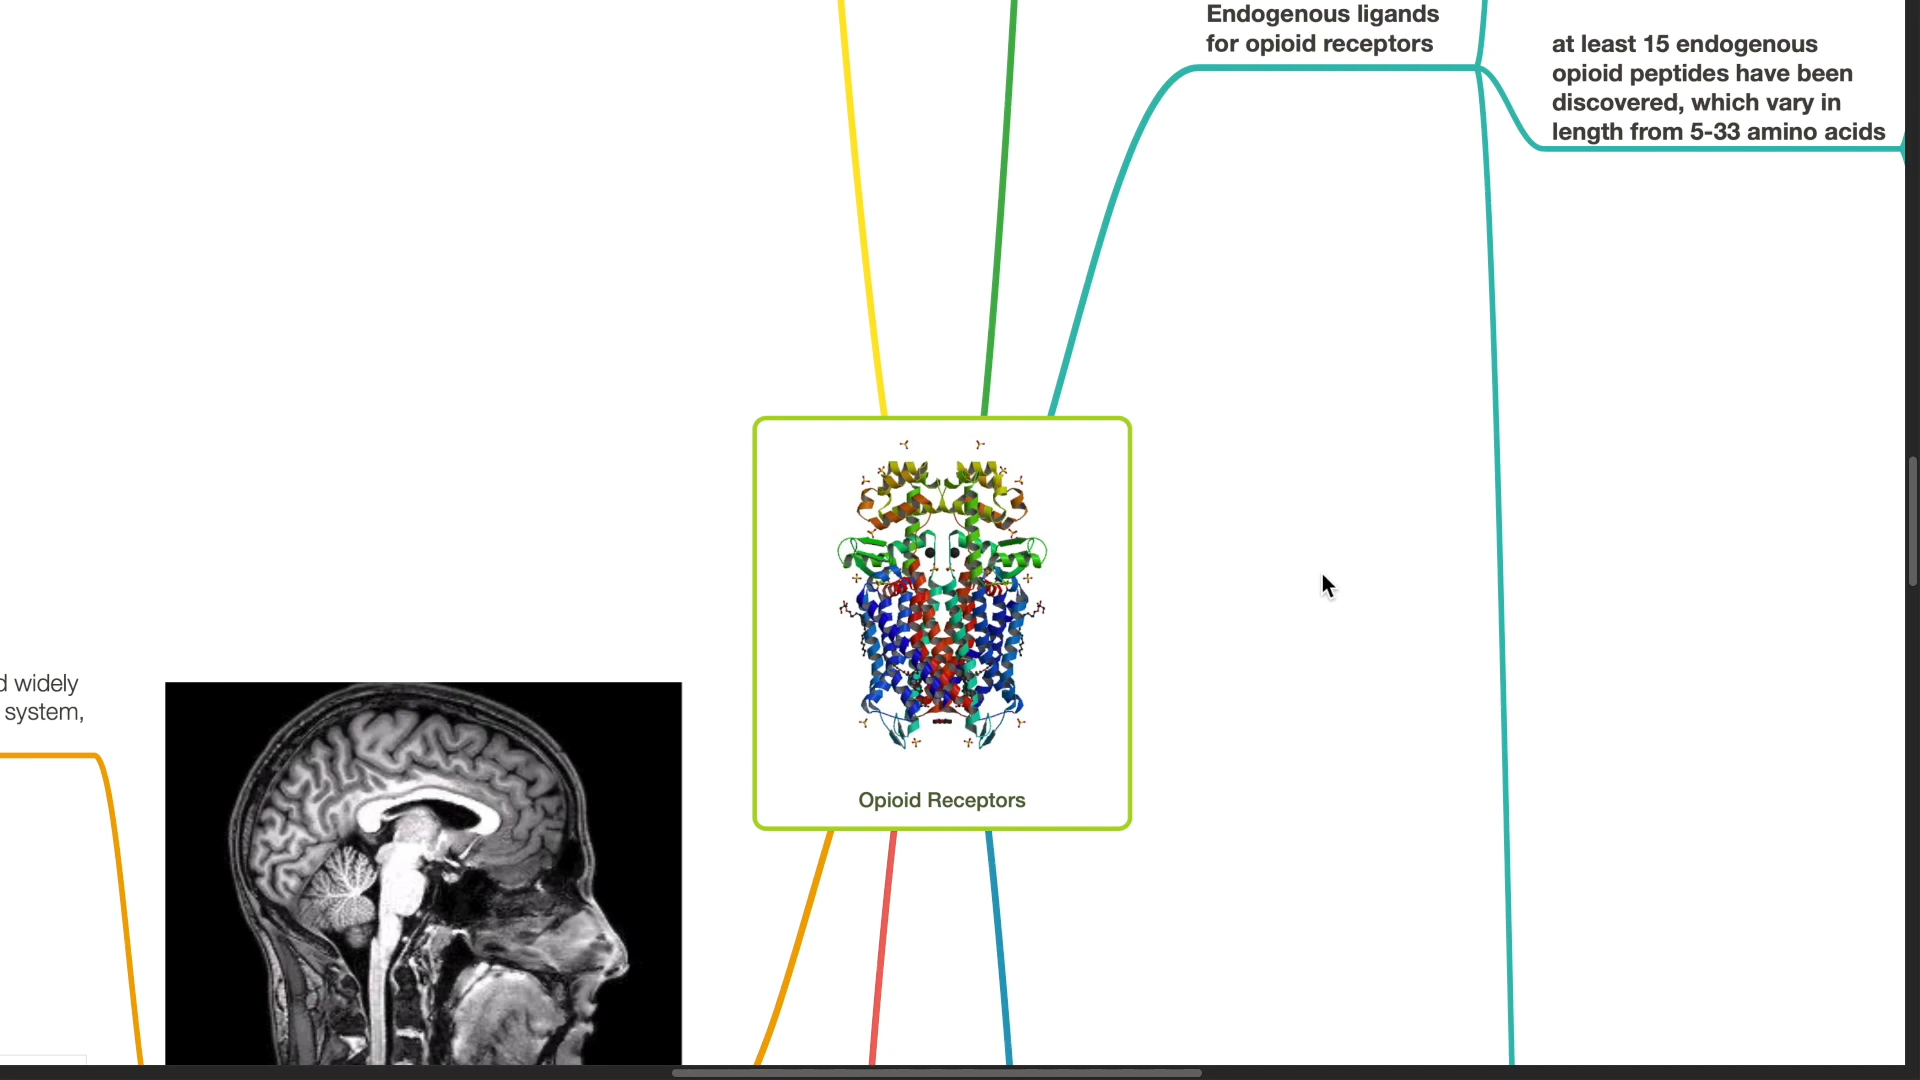 Endogenous ligands
for opioid receptors
at least 15 endogenous
opioid peptides have been
discovered, which vary in
length from 5-33 amino acids
widely
system,
Opioid Receptors